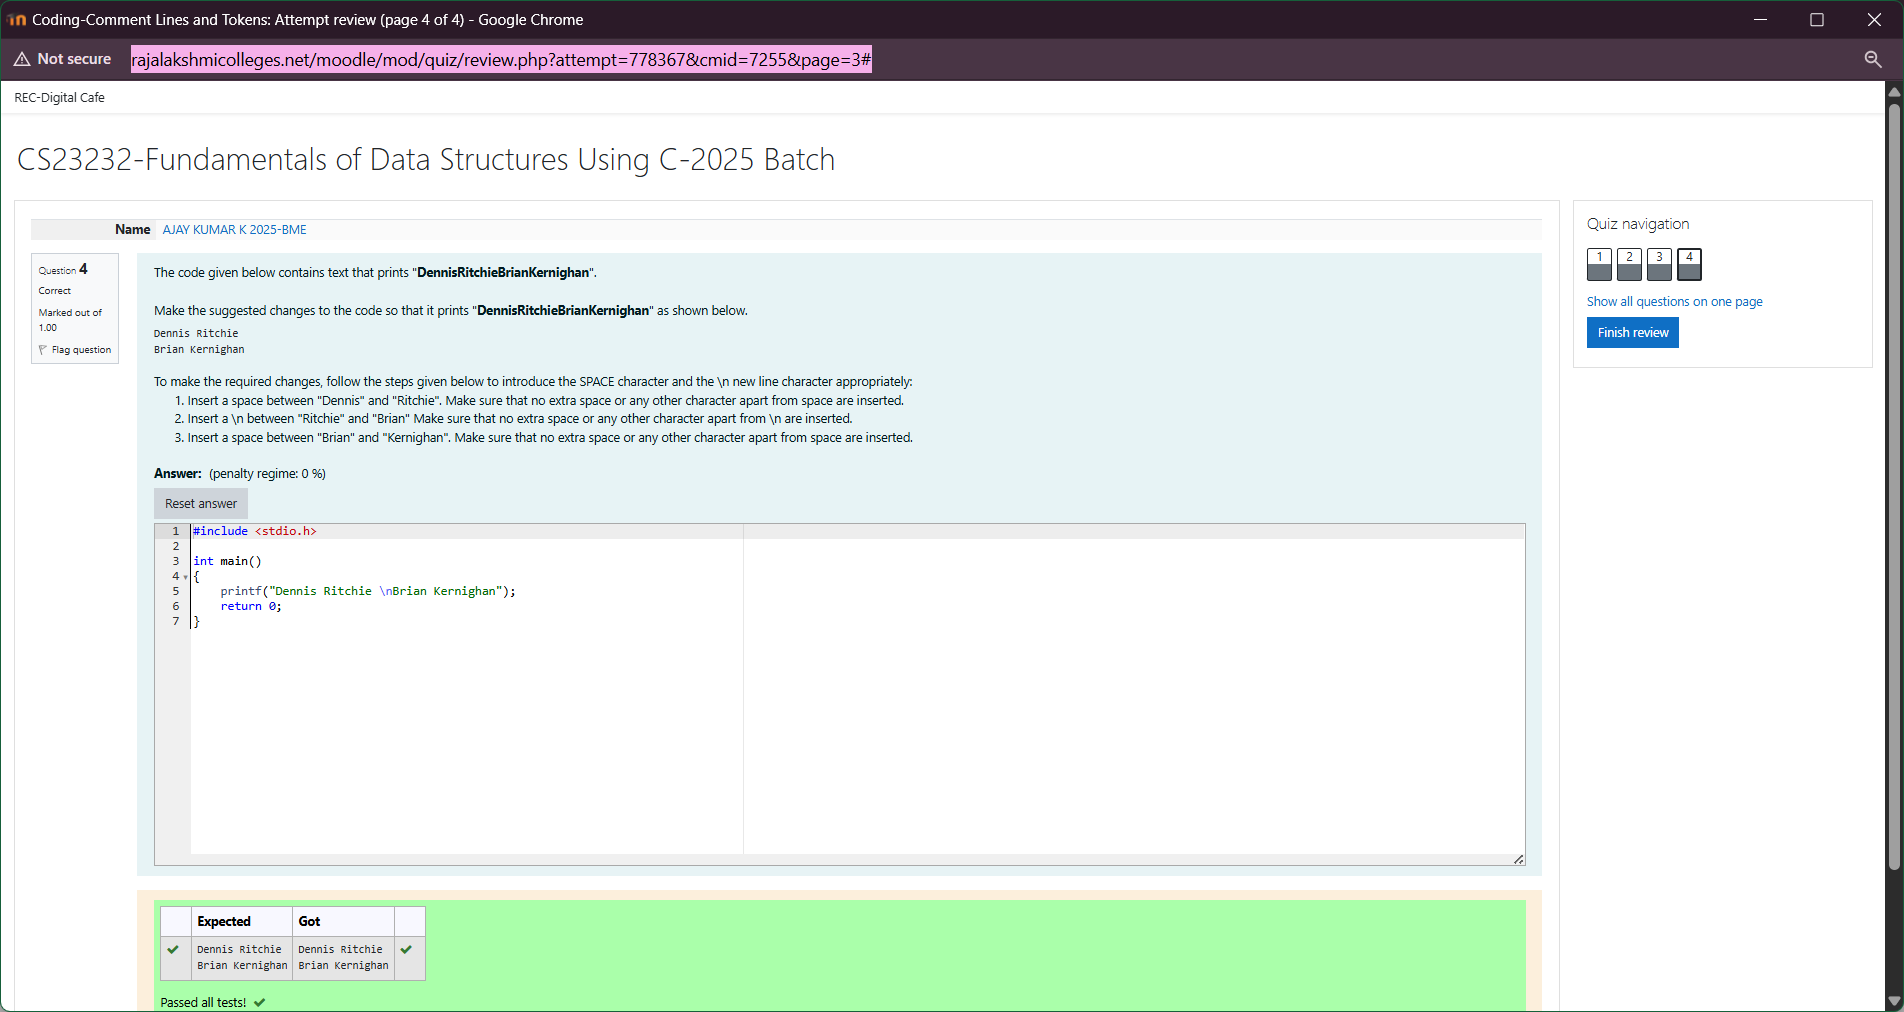 Coding-Comment Lines and Tokens: Attempt review (page 4 of 4) - Google Chrome
Not secure
rajalakshmicolleges.net/moodle/mod/quiz/review.php?attempt=778367&cmid=7255&page=3#
REC-Digital Cafe
CS23232-Fundamentals of Data Structures Using C-2025 Batch
Name AJAY KUMAR K 2025-BME
Question 4
Correct
Marked out of
1.00
Flag question
The code given below contains text that prints "DennisRitchieBrianKernighan".
Make the suggested changes to the code so that it prints "DennisRitchieBrianKernighan" as shown below.
Dennis Ritchie
Brian Kernighan
To make the required changes, follow the steps given below to introduce the SPACE character and the \n new line character appropriately:
1. Insert a space between "Dennis" and "Ritchie". Make sure that no extra space or any other character apart from space are inserted.
2. Insert a \n between "Ritchie" and "Brian" Make sure that no extra space or any other character apart from \n are inserted.
3. Insert a space between "Brian" and "Kernighan". Make sure that no extra space or any other character apart from space are inserted.
Answer: (penalty regime: 0 %)
Reset answer
1 #include <stdio.h>
2
3 int main()
4 {
5 printf("Dennis Ritchie \nBrian Kernighan");
6 return 0;
7 }
Expected Got
Dennis Ritchie Dennis Ritchie
Brian Kernighan Brian Kernighan
Passed all tests!
Quiz navigation
1 2 3 4
Show all questions on one page
Finish review